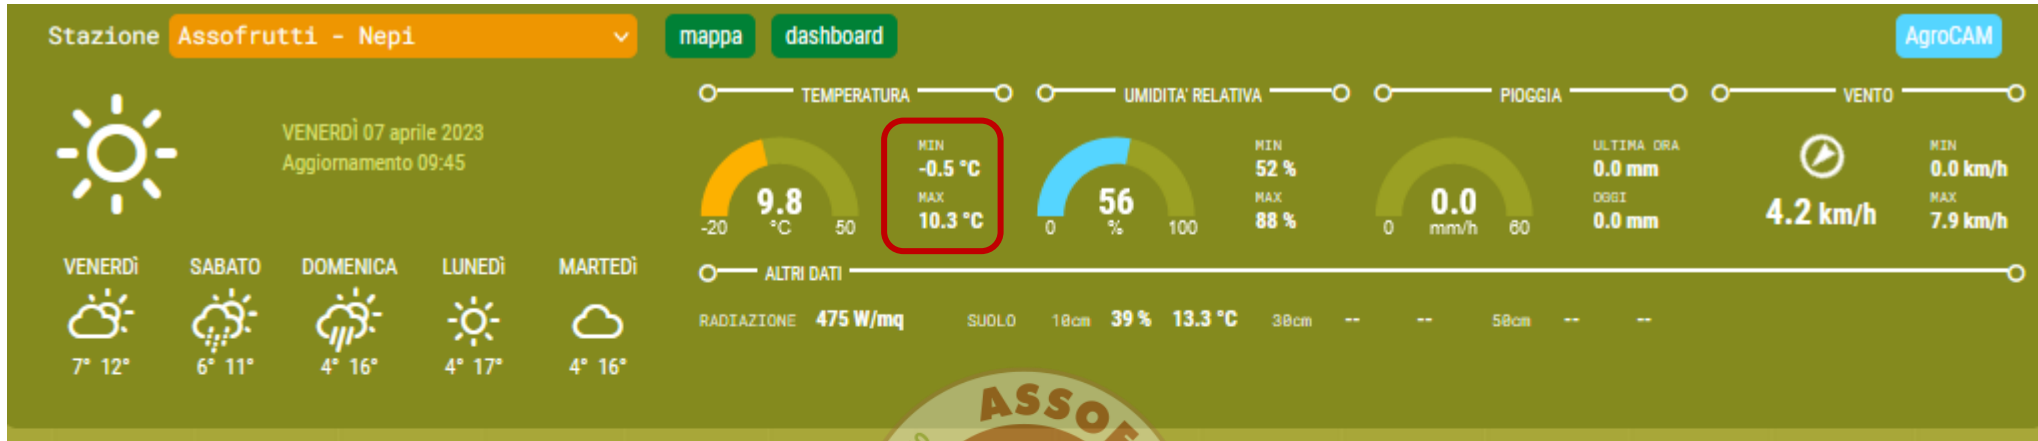 Stazione Assofrutti - Nepi mappa dashboard AgroCAM
VENERDÌ 07 aprile 2023
Aggiornamento 09:45
VENERDì SABATO DOMENICA LUNEDì MARTEDì
7° 12° 6° 11° 4° 16° 4° 17° 4° 16°
TEMPERATURA
9.8
-20 °C 50
MIN
-0.5 °C
MAX
10.3 °C
UMIDITA' RELATIVA
56
0 % 100
MIN
52 %
MAX
88 %
PIOGGIA
0.0
0 mm/h 60
ULTIMA ORA
0.0 mm
OGGI
0.0 mm
VENTO
4.2 km/h
MIN
0.0 km/h
MAX
7.9 km/h
ALTRI DATI
RADIAZIONE 475 W/mq SUOLO 10cm 39 % 13.3 °C 30cm -- -- 50cm -- --
ASSOF